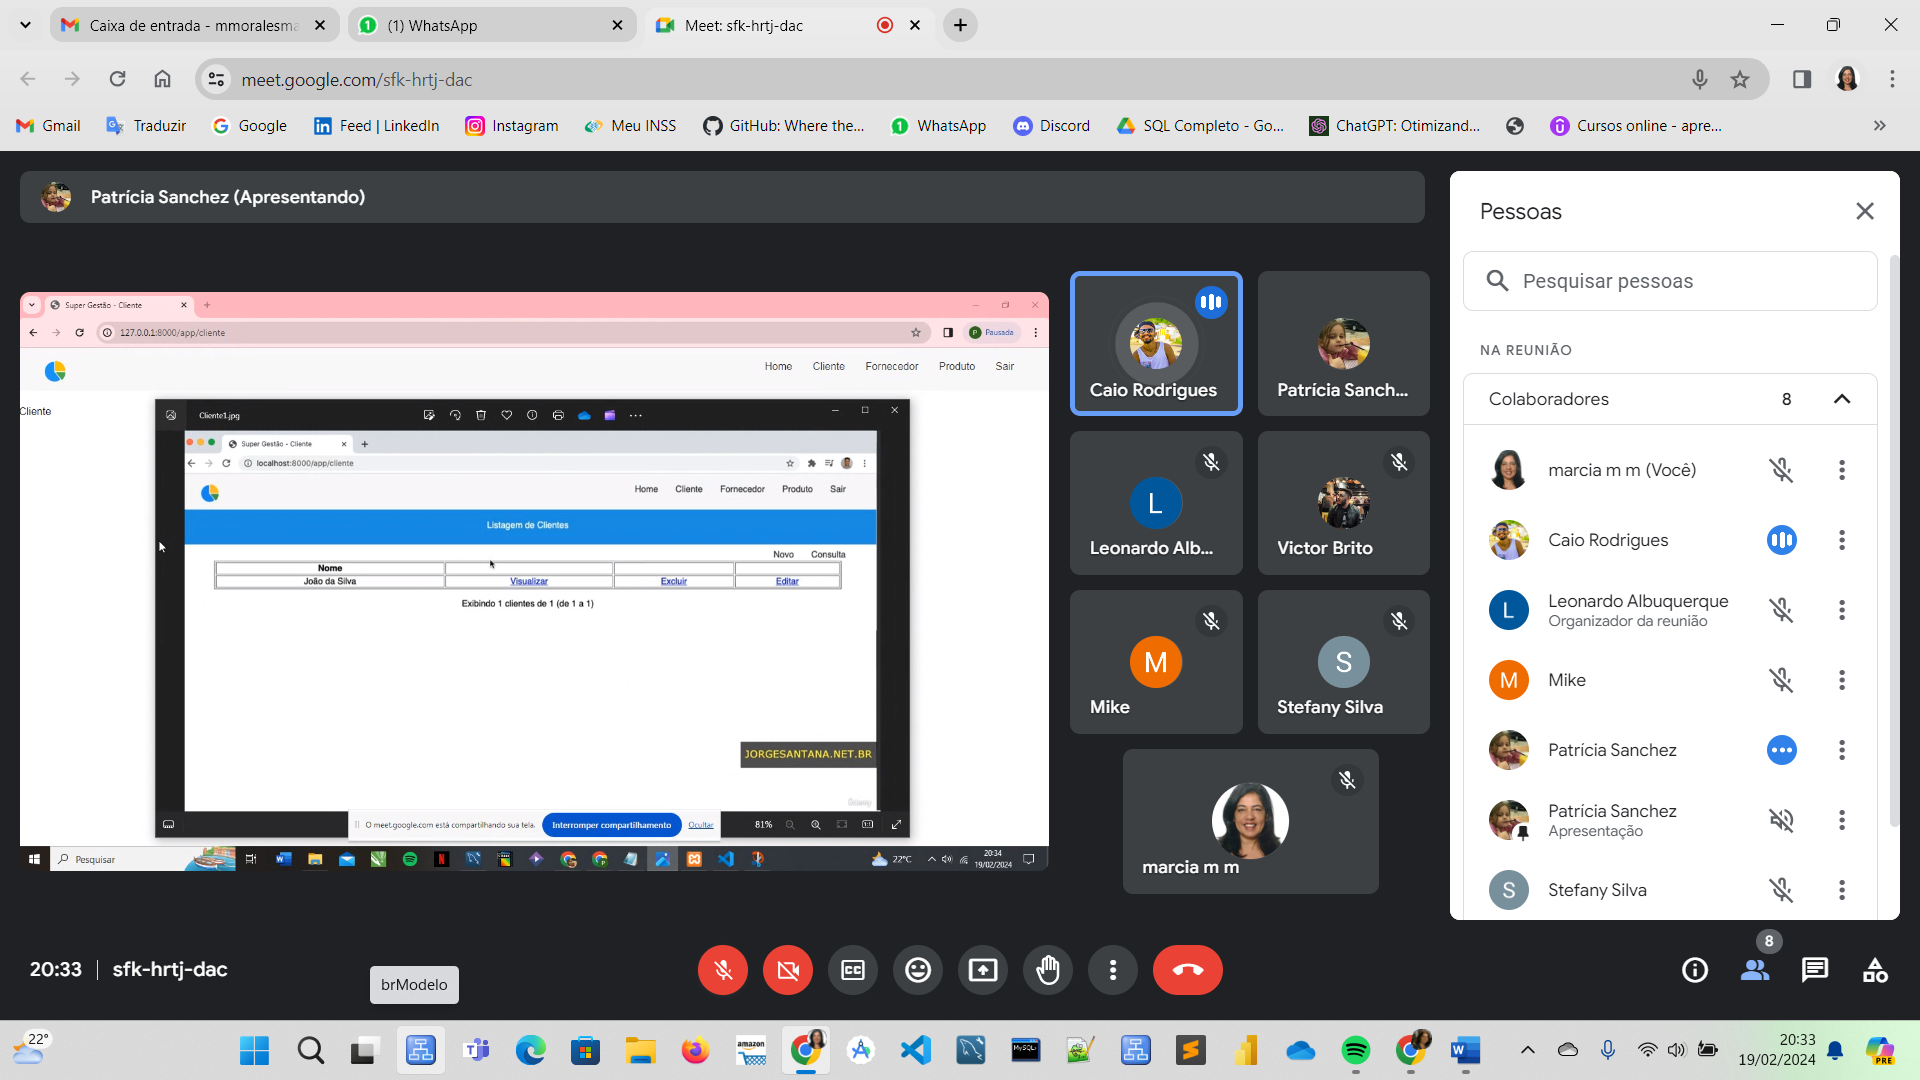 Caixa de entrada - mmoralesma
(1) WhatsApp
Meet: sfk-hrtj-dac
meet.google.com/sfk-hrtj-dac
Gmail
Traduzir
Google
Feed | LinkedIn
Instagram
Meu INSS
GitHub: Where the...
WhatsApp
Discord
SQL Completo - Go...
ChatGPT: Otimizand...
Cursos online - apre...
Patrícia Sanchez (Apresentando)
Super Gestão - Cliente
127.0.0.1:8000/app/cliente
P Pausada
Home Cliente Fornecedor Produto Sair
Cliente
Cliente1.jpg
Super Gestão - Cliente
localhost:8000/app/cliente
Home Cliente Fornecedor Produto Sair
Listagem de Clientes
Novo Consulta
Nome
João da Silva Visualizar Excluir Editar
Exibindo 1 clientes de 1 (de 1 a 1)
JORGESANTANA.NET.BR
Udemy
O meet.google.com está compartilhando sua tela.
Interromper compartilhamento
Ocultar
81%
Pesquisar
22°C
20:34
19/02/2024
Caio Rodrigues
Patrícia Sanch...
L
Leonardo Alb...
Victor Brito
M
Mike
S
Stefany Silva
marcia m m
Pessoas
Pesquisar pessoas
NA REUNIÃO
Colaboradores 8
marcia m m (Você)
Caio Rodrigues
L
Leonardo Albuquerque
Organizador da reunião
M
Mike
Patrícia Sanchez
Patrícia Sanchez
Apresentação
S
Stefany Silva
20:33 | sfk-hrtj-dac
brModelo
8
22°
amazon
MySQL
20:33
19/02/2024
PRE